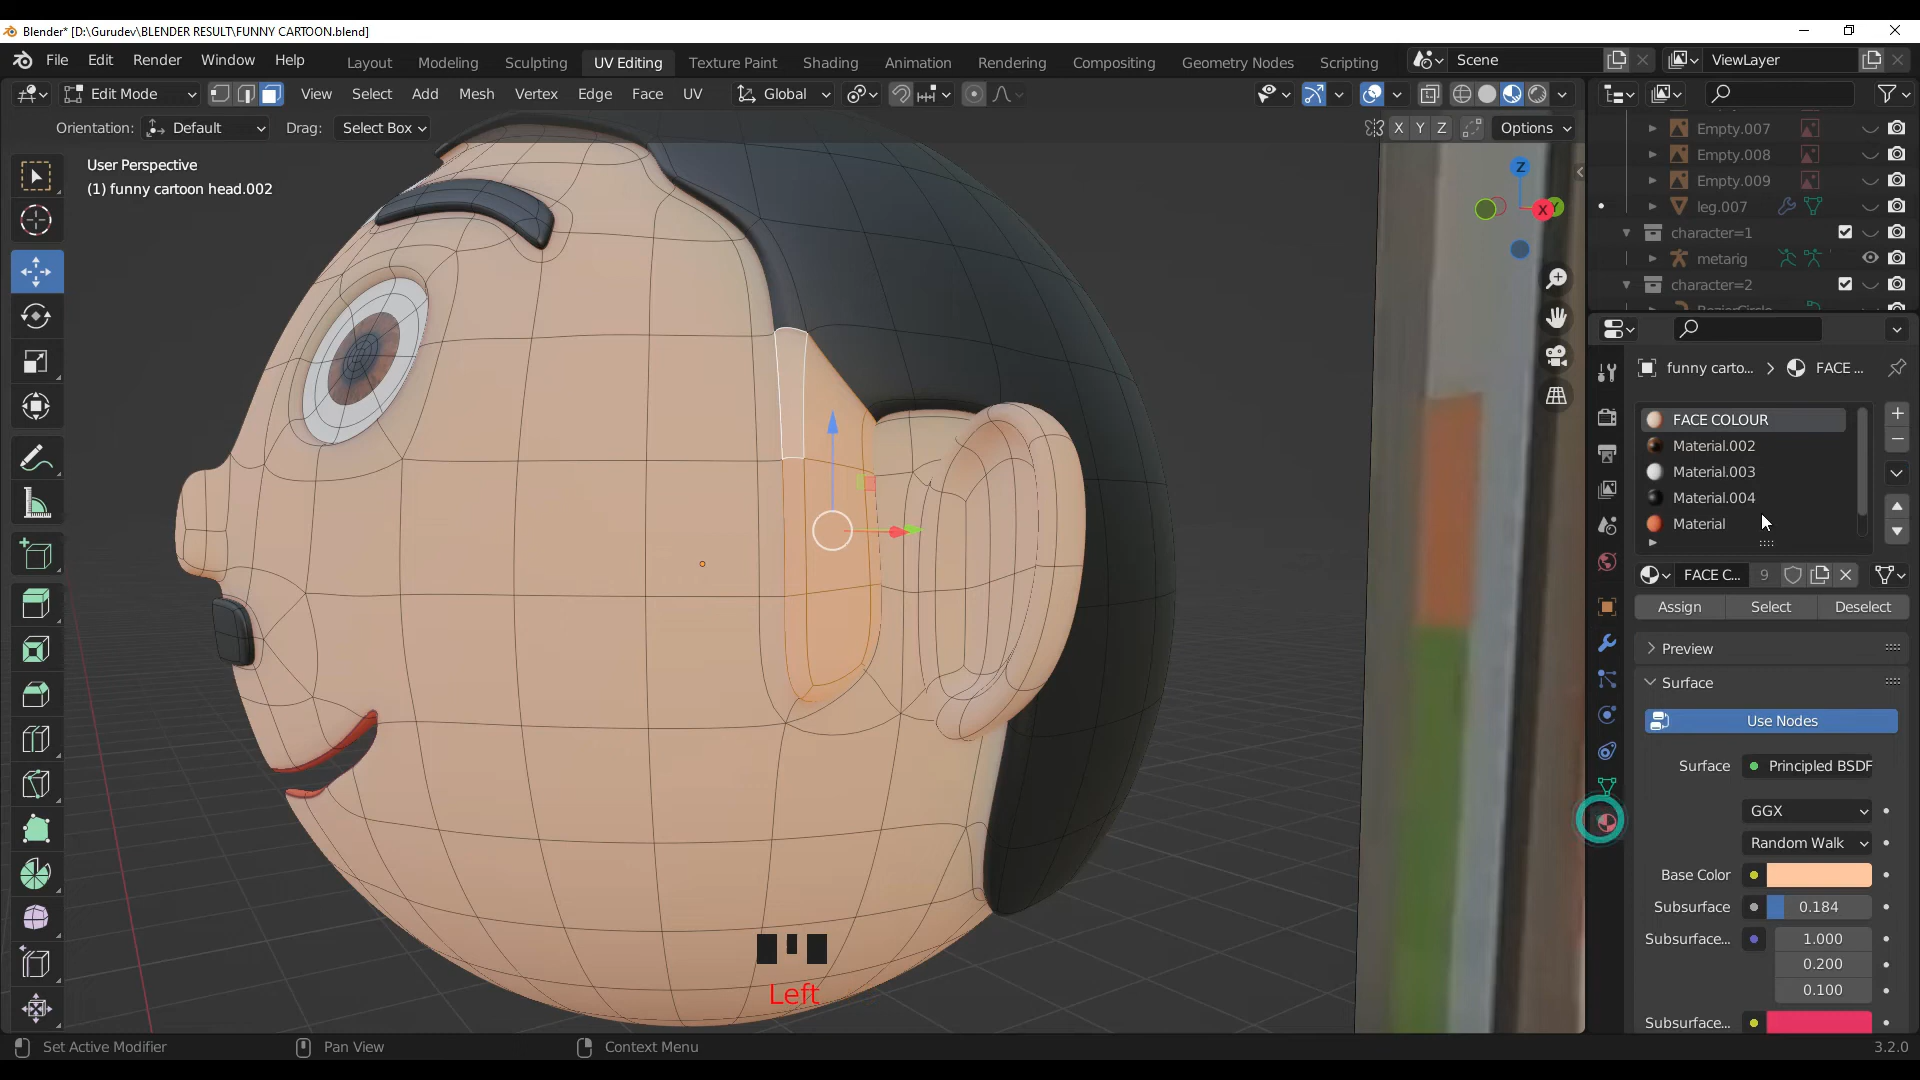 Blender* [D:\Gurudev\BLENDER RESULT\FUNNY CARTOON.blend]
File Edit Render Window Help
Layout Modeling Sculpting UV Editing Texture Paint Shading Animation Rendering Compositing Geometry Nodes Scripting
Scene
ViewLayer
Edit Mode
View Select Add Mesh Vertex Edge Face UV
Global
Orientation: Default Drag: Select Box
X Y Z
Options
User Perspective
(1) funny cartoon head.002
Z
X
Y
Empty.007
Empty.008
Empty.009
leg.007
character=1
metarig
character=2
BezierCircle
funny carto...
FACE ...
FACE COLOUR
Material.002
Material.003
Material.004
Material
FACE C...
9
Assign Select Deselect
Preview
Surface
Use Nodes
Surface Principled BSDF
GGX
Random Walk
Base Color
Subsurface 0.184
Subsurface... 1.000
0.200
0.100
Subsurface...
Left
Set Active Modifier
Pan View
Context Menu
3.2.0